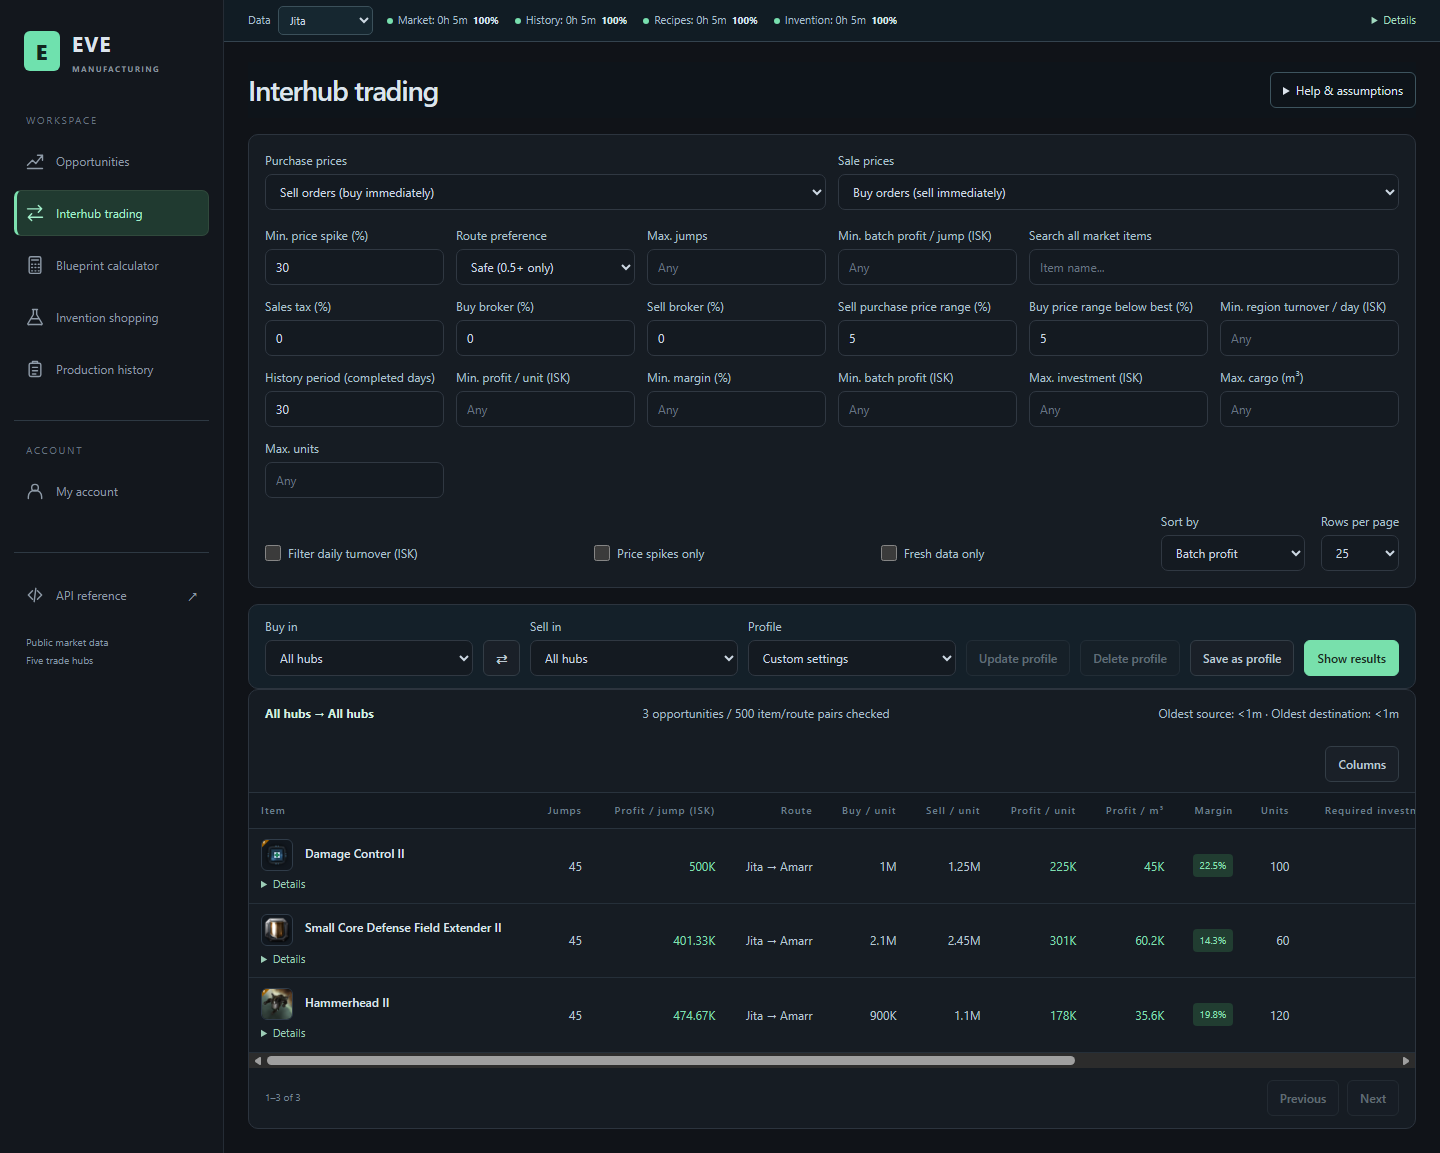 E
EVE
MANUFACTURING
WORKSPACE
Opportunities
Interhub trading
Blueprint calculator
Invention shopping
Production history
ACCOUNT
My account
API reference ↗
Public market data
Five trade hubs
Data Jita Market: 0h 5m 100% History: 0h 5m 100% Recipes: 0h 5m 100% Invention: 0h 5m 100% ▶ Details
Interhub trading
▶ Help & assumptions
Purchase prices Sale prices
Sell orders (buy immediately) Buy orders (sell immediately)
Min. price spike (%) Route preference Max. jumps Min. batch profit / jump (ISK) Search all market items
30 Safe (0.5+ only) Any Any Item name...
Sales tax (%) Buy broker (%) Sell broker (%) Sell purchase price range (%) Buy price range below best (%) Min. region turnover / day (ISK)
0 0 0 5 5 Any
History period (completed days) Min. profit / unit (ISK) Min. margin (%) Min. batch profit (ISK) Max. investment (ISK) Max. cargo (m³)
30 Any Any Any Any Any
Max. units
Any
Sort by Rows per page
Filter daily turnover (ISK) Price spikes only Fresh data only Batch profit 25
Buy in Sell in Profile
All hubs ⇄ All hubs Custom settings Update profile Delete profile Save as profile Show results
All hubs → All hubs 3 opportunities / 500 item/route pairs checked Oldest source: <1m · Oldest destination: <1m
Columns
Item Jumps Profit / jump (ISK) Route Buy / unit Sell / unit Profit / unit Profit / m³ Margin Units Required investm
Damage Control II
▶ Details
45 500K Jita → Amarr 1M 1.25M 225K 45K 22.5% 100
Small Core Defense Field Extender II
▶ Details
45 401.33K Jita → Amarr 2.1M 2.45M 301K 60.2K 14.3% 60
Hammerhead II
▶ Details
45 474.67K Jita → Amarr 900K 1.1M 178K 35.6K 19.8% 120
1–3 of 3 Previous Next